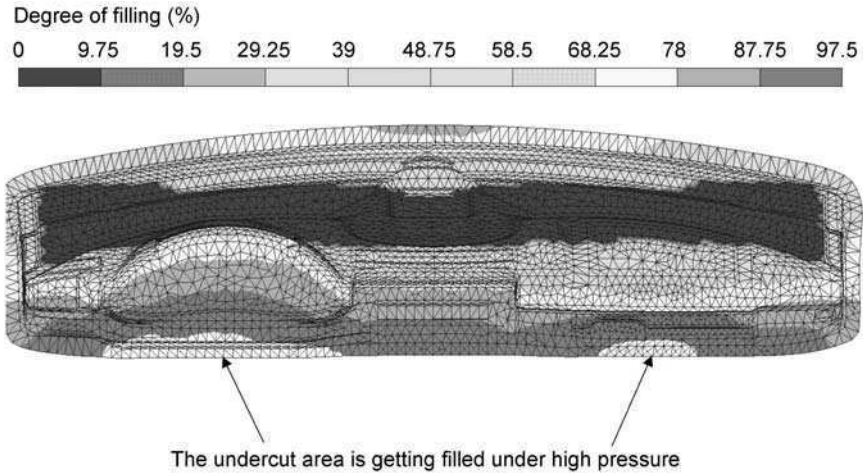 Degree of filling (%)
0 9.75 19.5 29.25 39 48.75 58.5 68.25 78 87.75 97.5
The undercut area is getting filled under high pressure